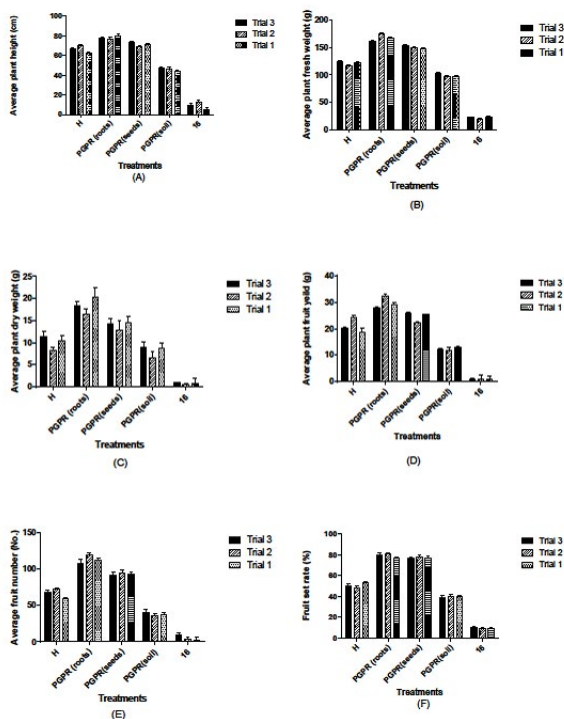 Average plant height (cm)
100
80
60
40
20
0
Trial 3
Trial 2
Trial 1
H
PGPR (roots)
PGPR(seeds)
PGPR(soil)
16
Treatments
(A)
Average plant fresh weight (g)
200
150
100
50
0
Trial 3
Trial 2
Trial 1
H
PGPR (roots)
PGPR(seeds)
PGPR(soil)
16
Treatments
(B)
Average plant dry weight (g)
25
20
15
10
5
0
Trial 3
Trial 2
Trial 1
H
PGPR (roots)
PGPR(seeds)
PGPR(soil)
16
Treatments
(C)
Average plant fruit yeild (g)
40
30
20
10
0
Trial 3
Trial 2
Trial 1
H
PGPR (roots)
PGPR(seeds)
PGPR(soil)
16
Treatments
(D)
Average fruit number (No.)
150
100
50
0
Trial 3
Trial 2
Trial 1
H
PGPR (roots)
PGPR(seeds)
PGPR(soil)
16
Treatments
(E)
Fruit set rate (%)
100
80
60
40
20
0
Trial 3
Trial 2
Trial 1
H
PGPR (roots)
PGPR(seeds)
PGPR(soil)
16
Treatments
(F)